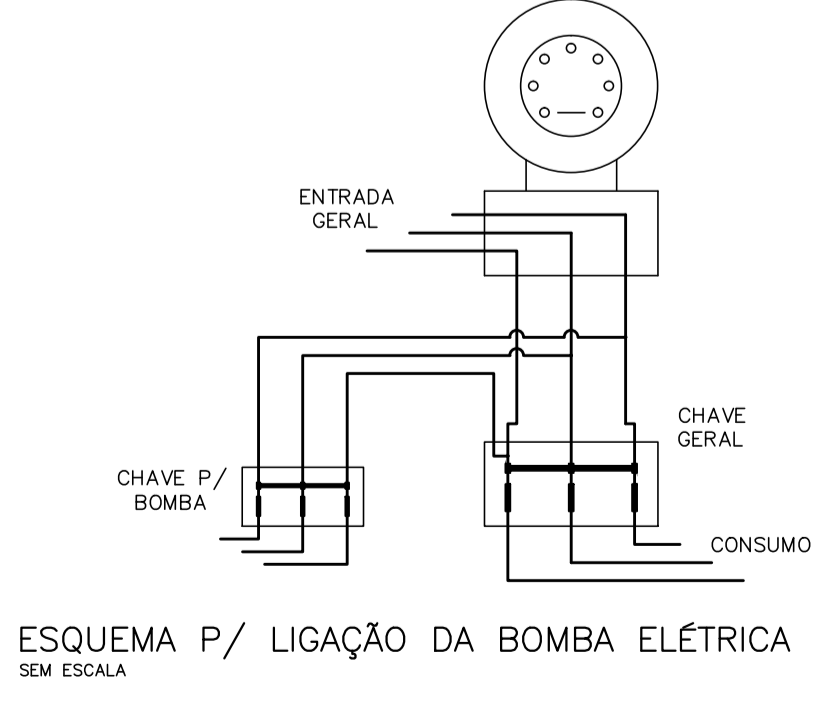 ENTRADA
GERAL
CHAVE
GERAL
CHAVE P/
BOMBA
CONSUMO
ESQUEMA P/ LIGAÇÃO DA BOMBA ELÉTRICA
SEM ESCALA